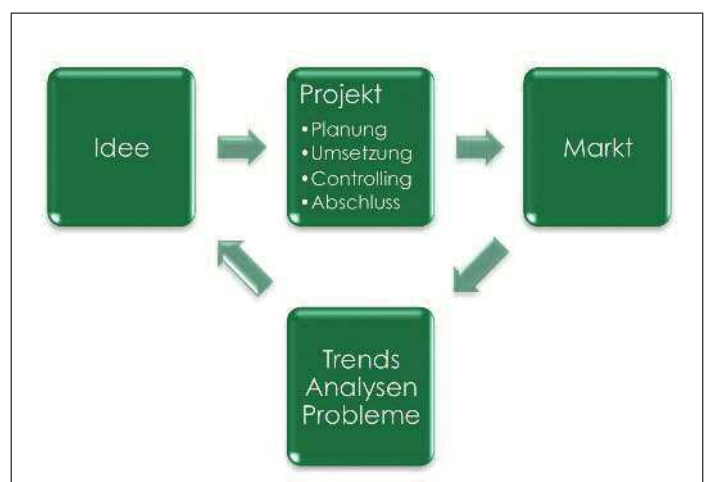 Idee
Projekt
• Planung
• Umsetzung
• Controlling
• Abschluss
Markt
Trends
Analysen
Probleme